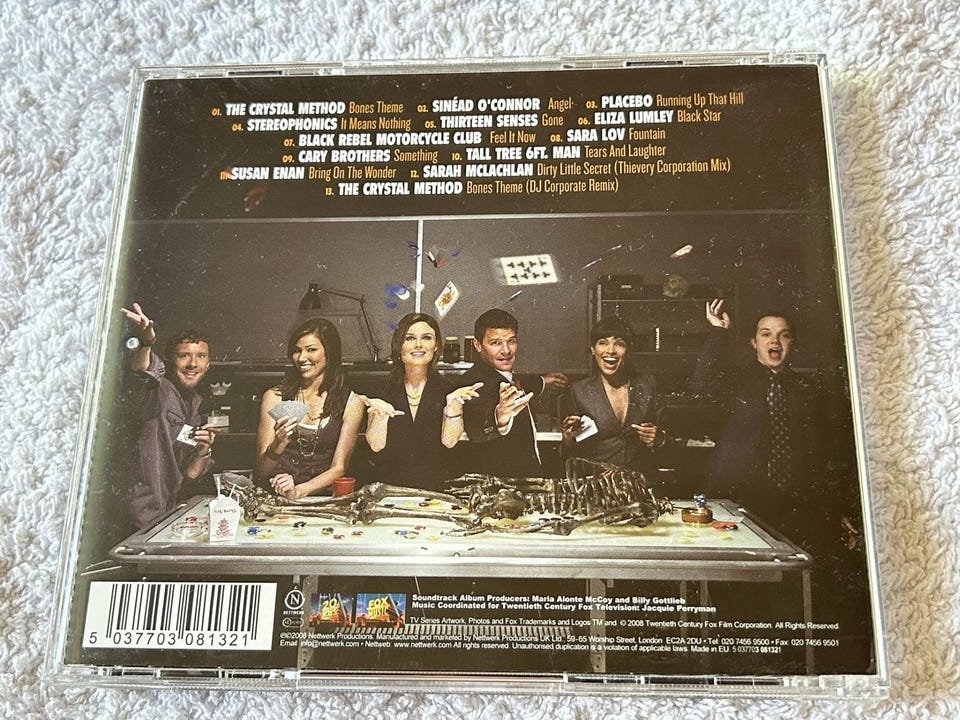 01. THE CRYSTAL METHOD Bones Theme 02. SINÉAD O'CONNOR Angel 03. PLACEBO Running Up That Hill
04. STEREOPHONICS It Means Nothing 05. THIRTEEN SENSES Gone 06. ELIZA LUMLEY Black Star
07. BLACK REBEL MOTORCYCLE CLUB Feel It Now 08. SARA LOV Fountain
09. CARY BROTHERS Something 10. TALL TREE 6FT. MAN Tears And Laughter
11. SUSAN ENAN Bring On The Wonder 12. SARAH MCLACHLAN Dirty Little Secret (Thievery Corporation Mix)
13. THE CRYSTAL METHOD Bones Theme (DJ Corporate Remix)
N
NETTWERK
20
FOX
FOX
MUSIC
Soundtrack Album Producers: Maria Alonte McCoy and Billy Gottlieb
Music Coordinated for Twentieth Century Fox Television: Jacquie Perryman
TV Series Artwork, Photos and Fox Trademarks and Logos TM and © 2008 Twentieth Century Fox Film Corporation. All Rights Reserved.
℗©2008 Nettwerk Productions. Manufactured and marketed by Nettwerk Productions UK Ltd., 59-65 Worship Street, London EC2A 2DU • Tel: 020 7456 9500 • Fax: 020 7456 9501
Email: info@nettwerk.com • Nettweb: www.nettwerk.com All rights reserved. Unauthorised duplication is a violation of applicable laws. Made in EU 5 037703 081321
5 037703 081321